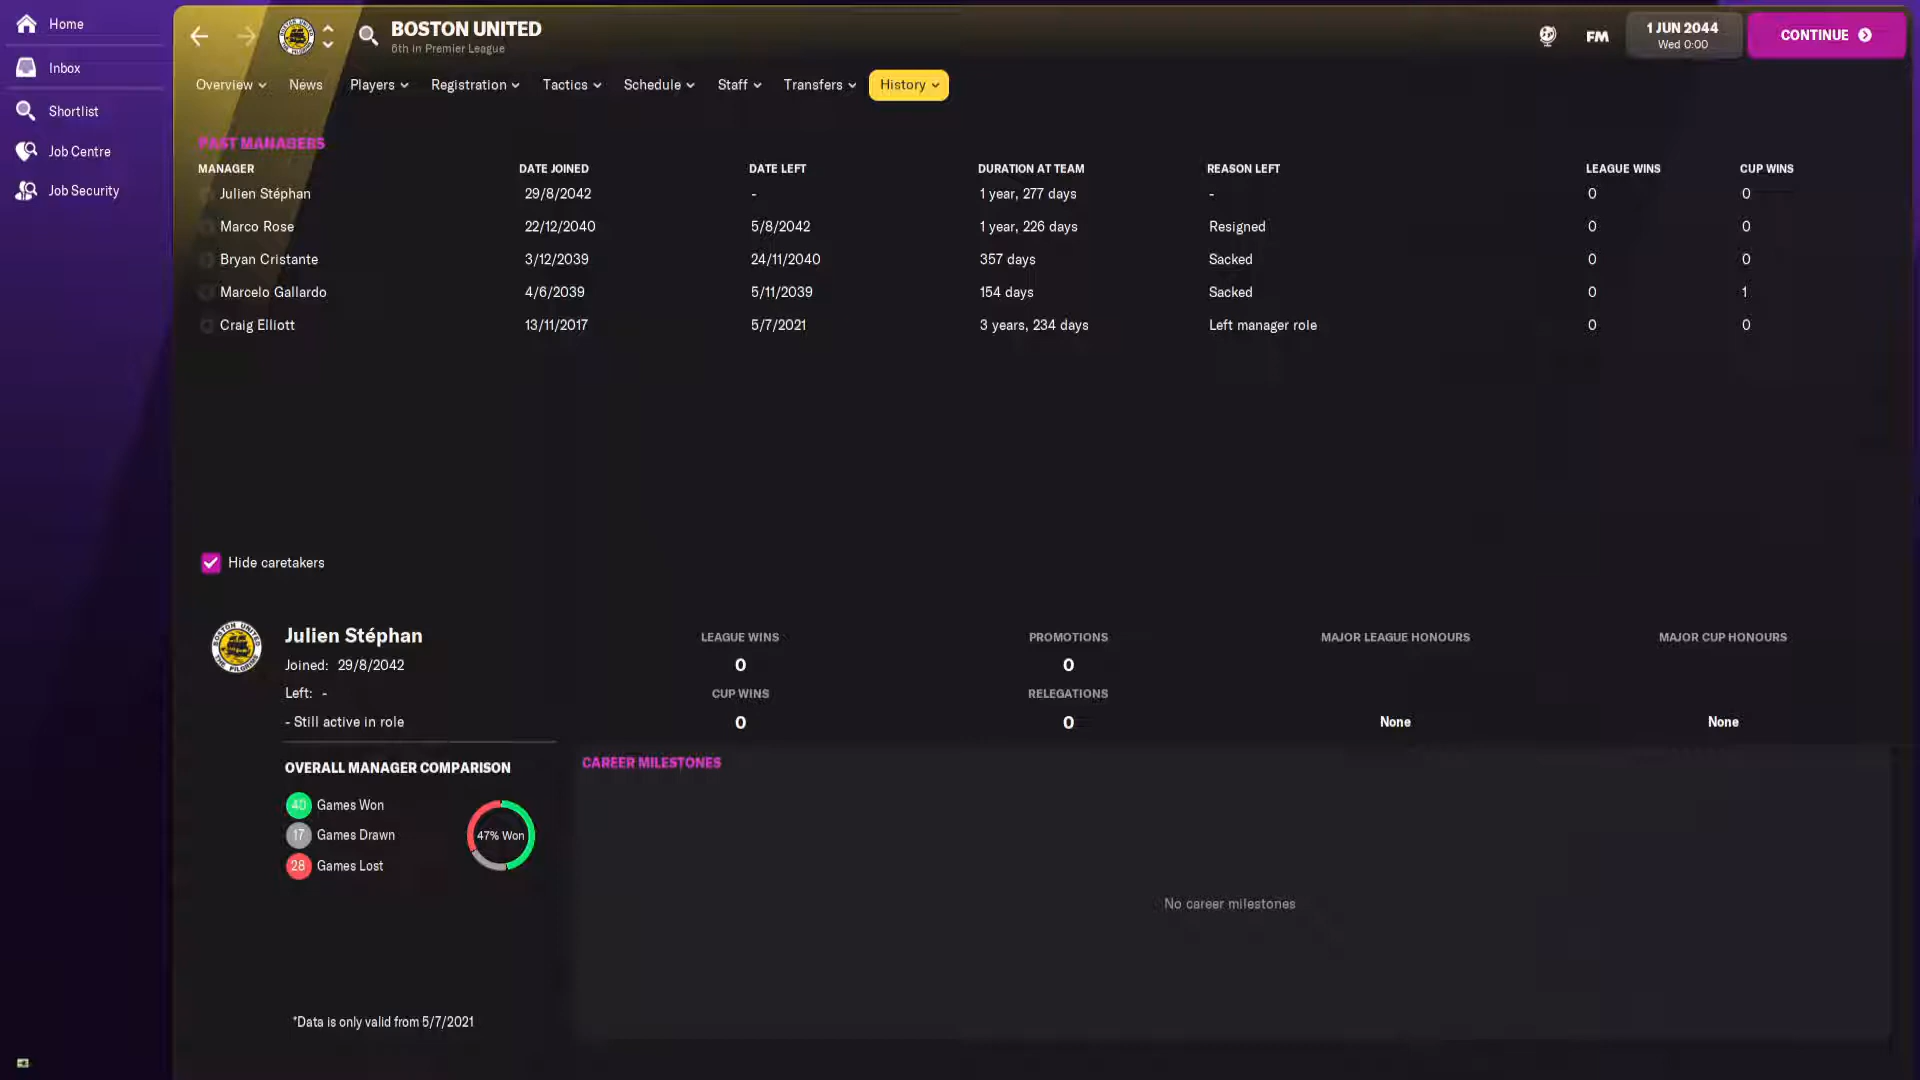 Home
Inbox
Shortlist
Job Centre
Job Security
BOSTON UNITED
6th in Premier League
FM
1 JUN 2044
Wed 0:00
CONTINUE
Overview
News
Players
Registration
Tactics
Schedule
Staff
Transfers
History
PAST MANAGERS
MANAGER DATE JOINED DATE LEFT DURATION AT TEAM REASON LEFT LEAGUE WINS CUP WINS
Julien Stéphan 29/8/2042 - 1 year, 277 days - 0 0
Marco Rose 22/12/2040 5/8/2042 1 year, 226 days Resigned 0 0
Bryan Cristante 3/12/2039 24/11/2040 357 days Sacked 0 0
Marcelo Gallardo 4/6/2039 5/11/2039 154 days Sacked 0 1
Craig Elliott 13/11/2017 5/7/2021 3 years, 234 days Left manager role 0 0
Hide caretakers
BOSTON UNITED
THE PILGRIMS
Julien Stéphan
Joined: 29/8/2042
Left: -
- Still active in role
LEAGUE WINS PROMOTIONS MAJOR LEAGUE HONOURS MAJOR CUP HONOURS
0 0
CUP WINS RELEGATIONS
0 0 None None
OVERALL MANAGER COMPARISON
40 Games Won
17 Games Drawn
28 Games Lost
47% Won
*Data is only valid from 5/7/2021
CAREER MILESTONES
No career milestones